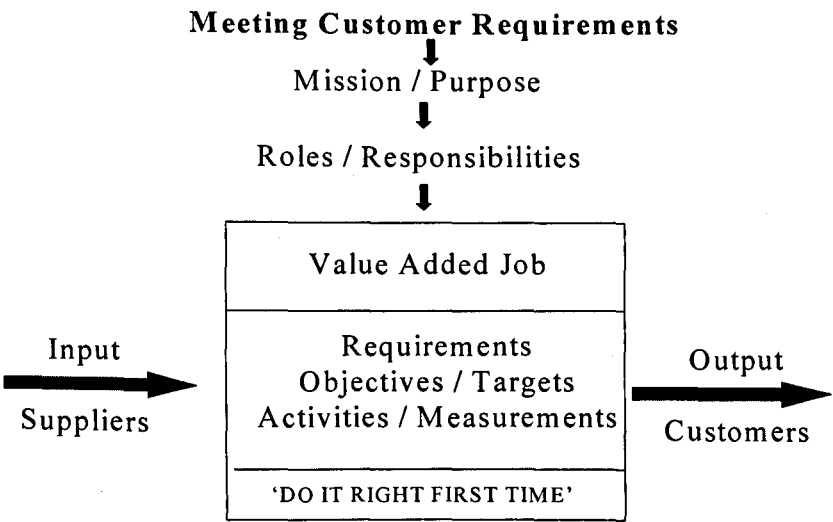 Meeting Customer Requirements
Mission / Purpose
Roles / Responsibilities
Value Added Job
Input
Suppliers
Requirements
Objectives / Targets
Activities / Measurements
Output
Customers
‘DO IT RIGHT FIRST TIME’